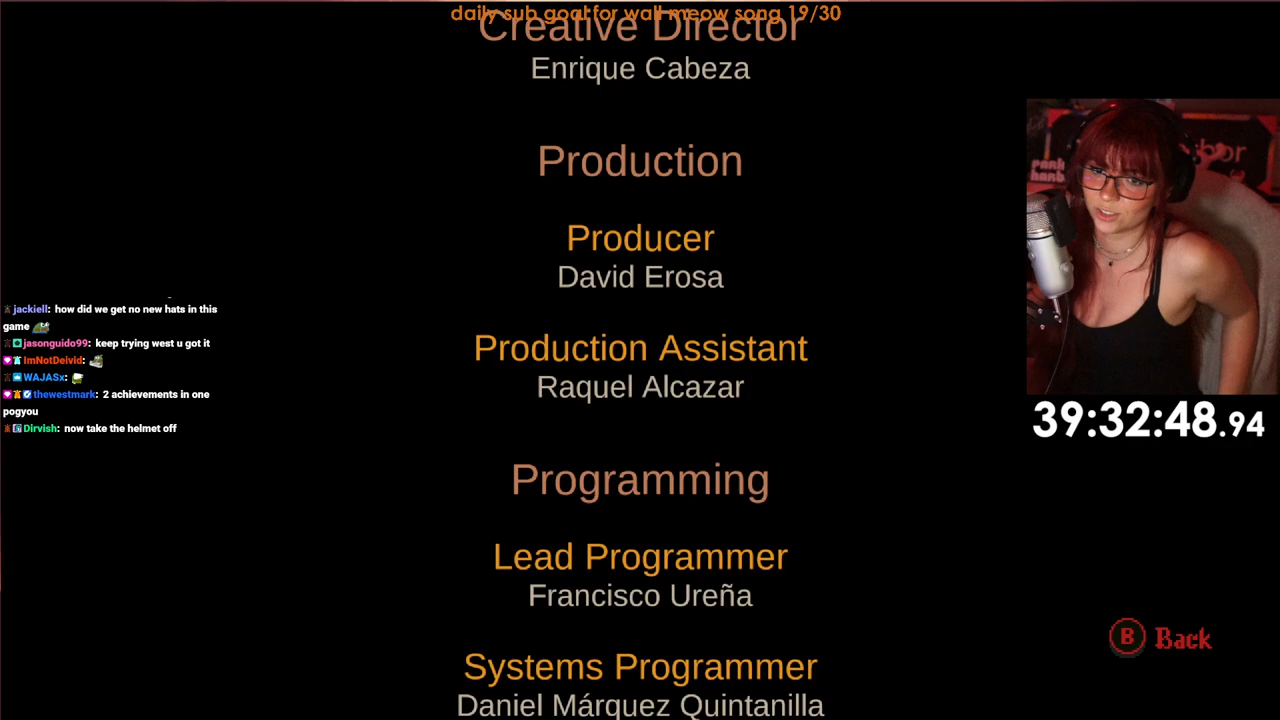 daily sub goal for wall meow song 19/30
Creative Director
Enrique Cabeza
Production
Producer
David Erosa
Production Assistant
Raquel Alcazar
Programming
Lead Programmer
Francisco Ureña
Systems Programmer
Daniel Márquez Quintanilla
jackiell: how did we get no new hats in this
game
jasonguido99: keep trying west u got it
ImNotDeivid:
WAJASx:
thewestmark: 2 achievements in one
pogyou
Dirvish: now take the helmet off
39:32:48.94
B Back